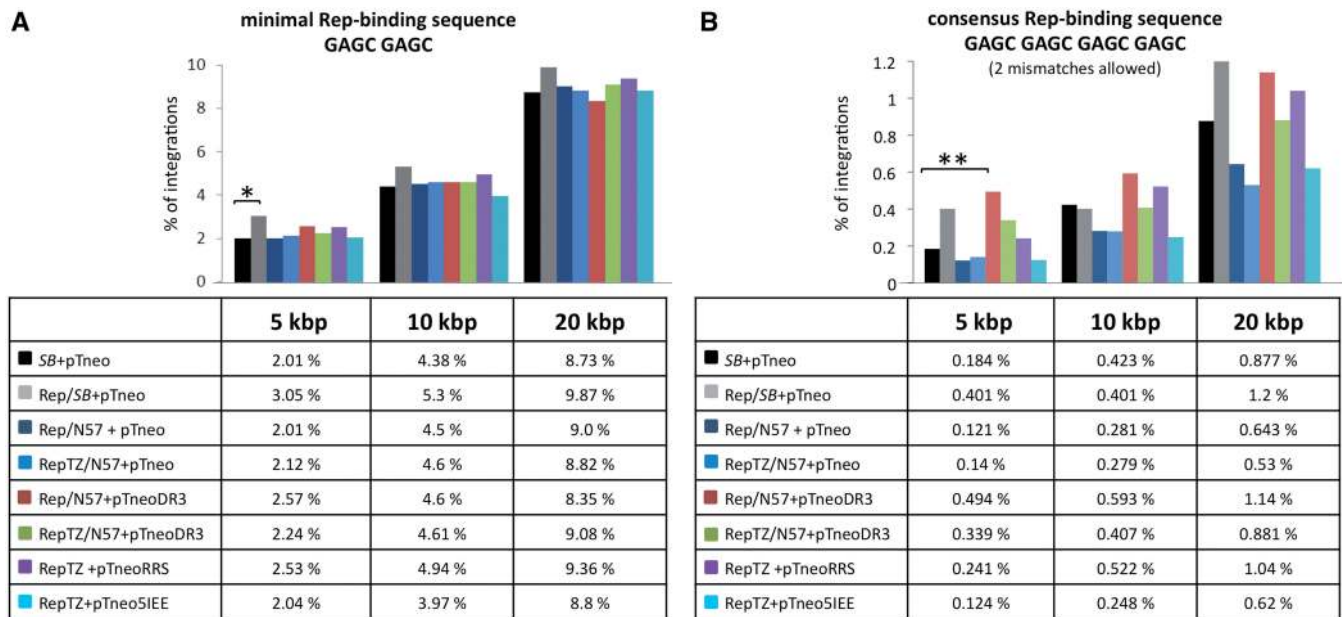 A
minimal Rep-binding sequence
GAGC GAGC
% of integrations
10
8
6
4
2
0
*
5 kbp 10 kbp 20 kbp
SB+pTneo 2.01 % 4.38 % 8.73 %
Rep/SB+pTneo 3.05 % 5.3 % 9.87 %
Rep/N57 + pTneo 2.01 % 4.5 % 9.0 %
RepTZ/N57+pTneo 2.12 % 4.6 % 8.82 %
Rep/N57+pTneoDR3 2.57 % 4.6 % 8.35 %
RepTZ/N57+pTneoDR3 2.24 % 4.61 % 9.08 %
RepTZ +pTneoRRS 2.53 % 4.94 % 9.36 %
RepTZ+pTneo5IEE 2.04 % 3.97 % 8.8 %
B
consensus Rep-binding sequence
GAGC GAGC GAGC GAGC
(2 mismatches allowed)
% of integrations
1.2
1
0.8
0.6
0.4
0.2
0
**
5 kbp 10 kbp 20 kbp
SB+pTneo 0.184 % 0.423 % 0.877 %
Rep/SB+pTneo 0.401 % 0.401 % 1.2 %
Rep/N57 + pTneo 0.121 % 0.281 % 0.643 %
RepTZ/N57+pTneo 0.14 % 0.279 % 0.53 %
Rep/N57+pTneoDR3 0.494 % 0.593 % 1.14 %
RepTZ/N57+pTneoDR3 0.339 % 0.407 % 0.881 %
RepTZ +pTneoRRS 0.241 % 0.522 % 1.04 %
RepTZ+pTneo5IEE 0.124 % 0.248 % 0.62 %